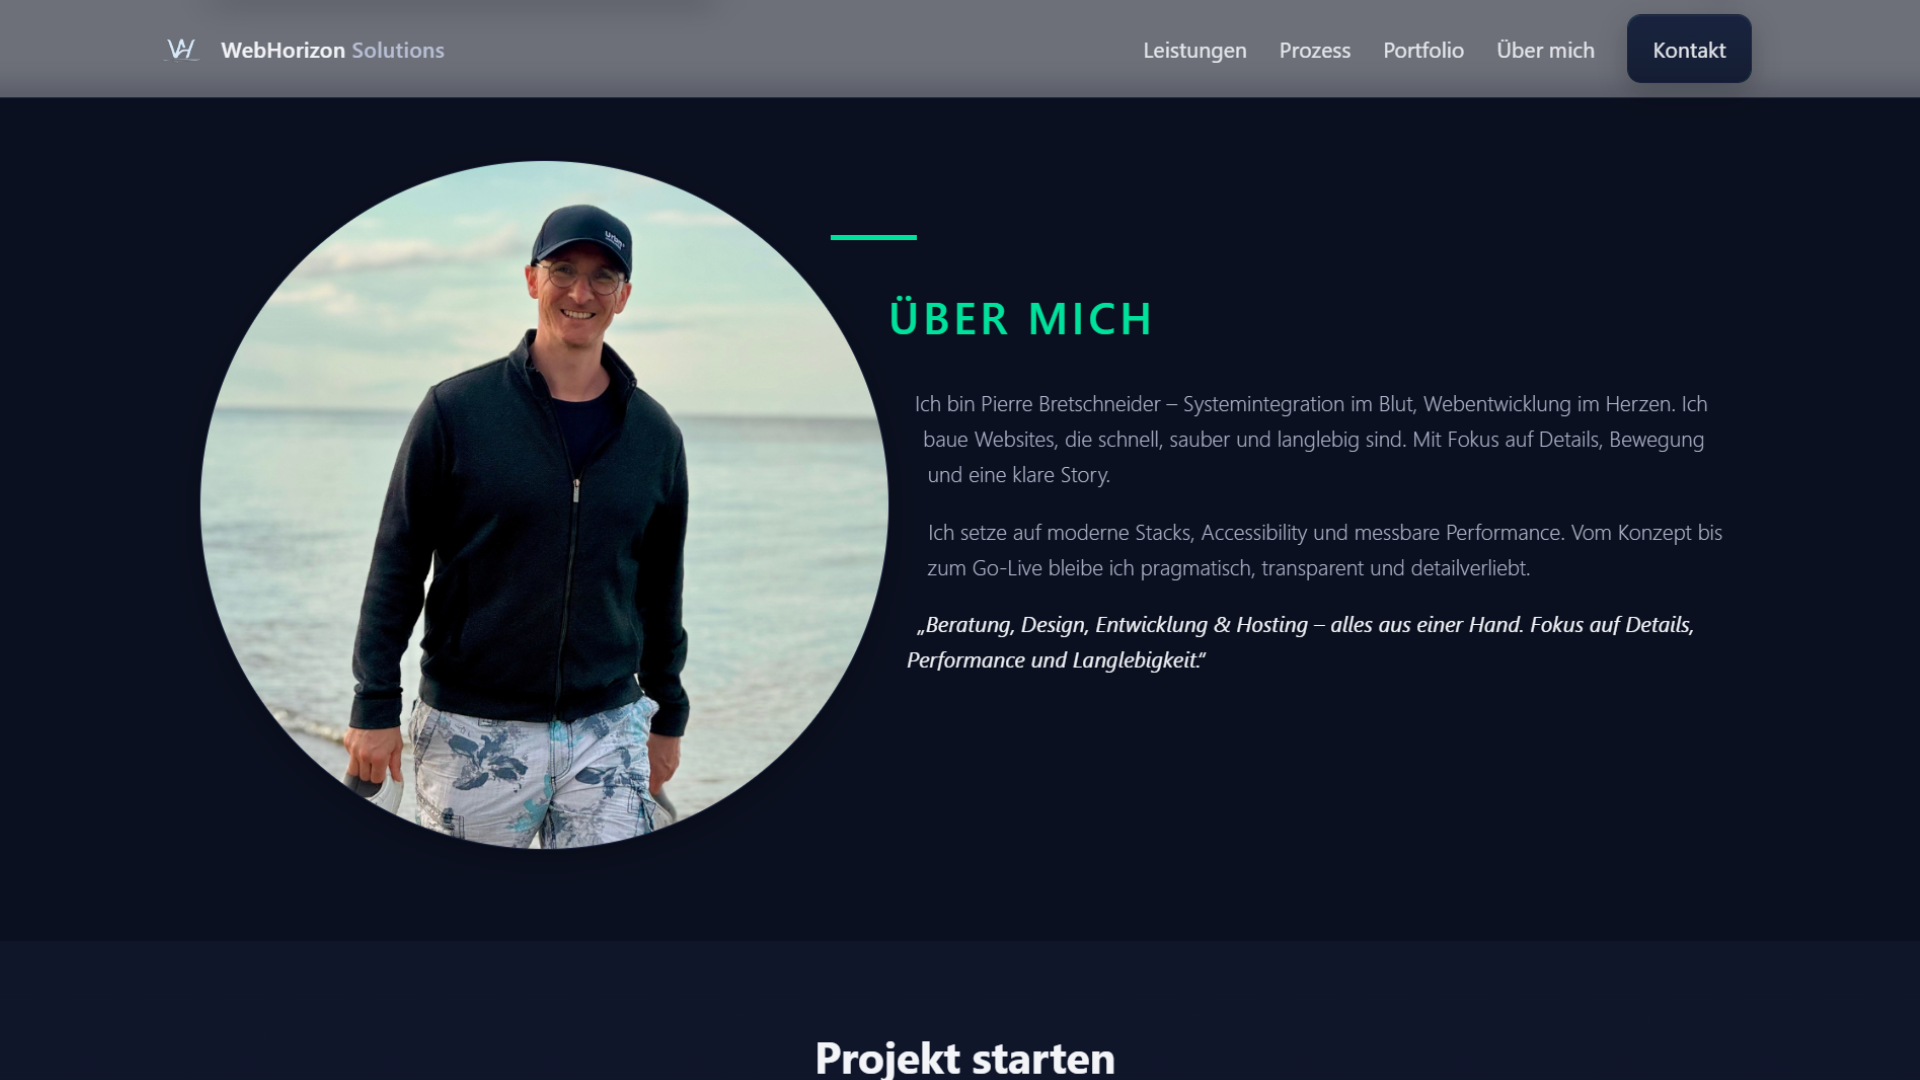 WebHorizon Solutions
Leistungen
Prozess
Portfolio
Über mich
Kontakt
ÜBER MICH
Ich bin Pierre Bretschneider – Systemintegration im Blut, Webentwicklung im Herzen. Ich
baue Websites, die schnell, sauber und langlebig sind. Mit Fokus auf Details, Bewegung
und eine klare Story.
Ich setze auf moderne Stacks, Accessibility und messbare Performance. Vom Konzept bis
zum Go-Live bleibe ich pragmatisch, transparent und detailverliebt.
„Beratung, Design, Entwicklung & Hosting – alles aus einer Hand. Fokus auf Details,
Performance und Langlebigkeit.“
Projekt starten